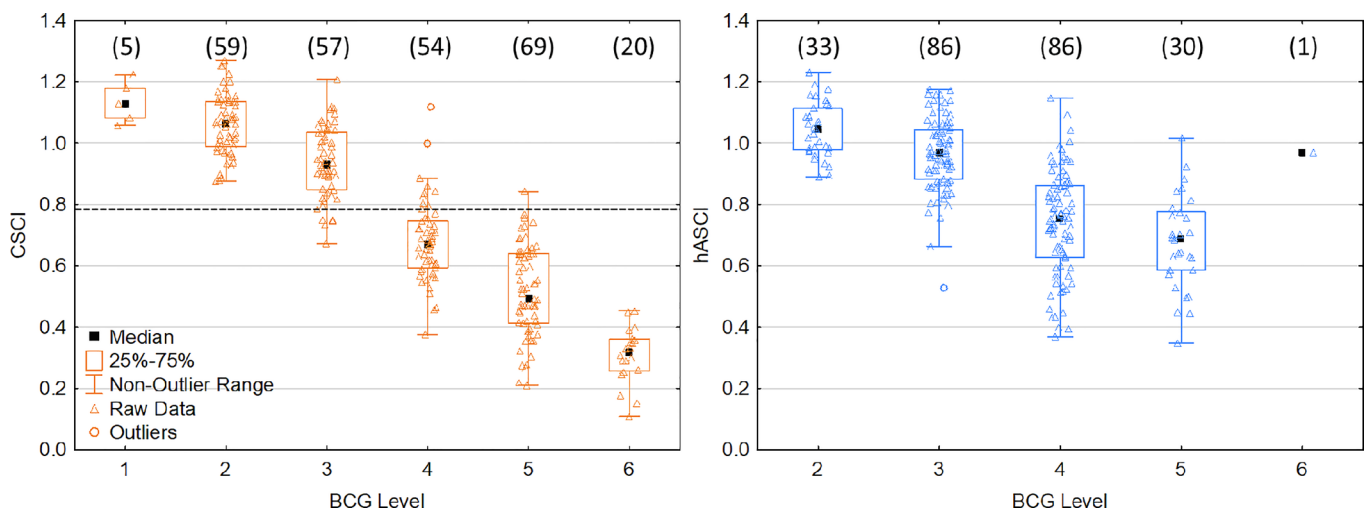 1.4
1.2
1.0
0.8
0.6
0.4
0.2
0.0
CSCI
(5) (59) (57) (54) (69) (20)
Median
25%-75%
Non-Outlier Range
Raw Data
Outliers
1 2 3 4 5 6
BCG Level
1.4
1.2
1.0
0.8
0.6
0.4
0.2
0.0
hASCI
(33) (86) (86) (30) (1)
2 3 4 5 6
BCG Level